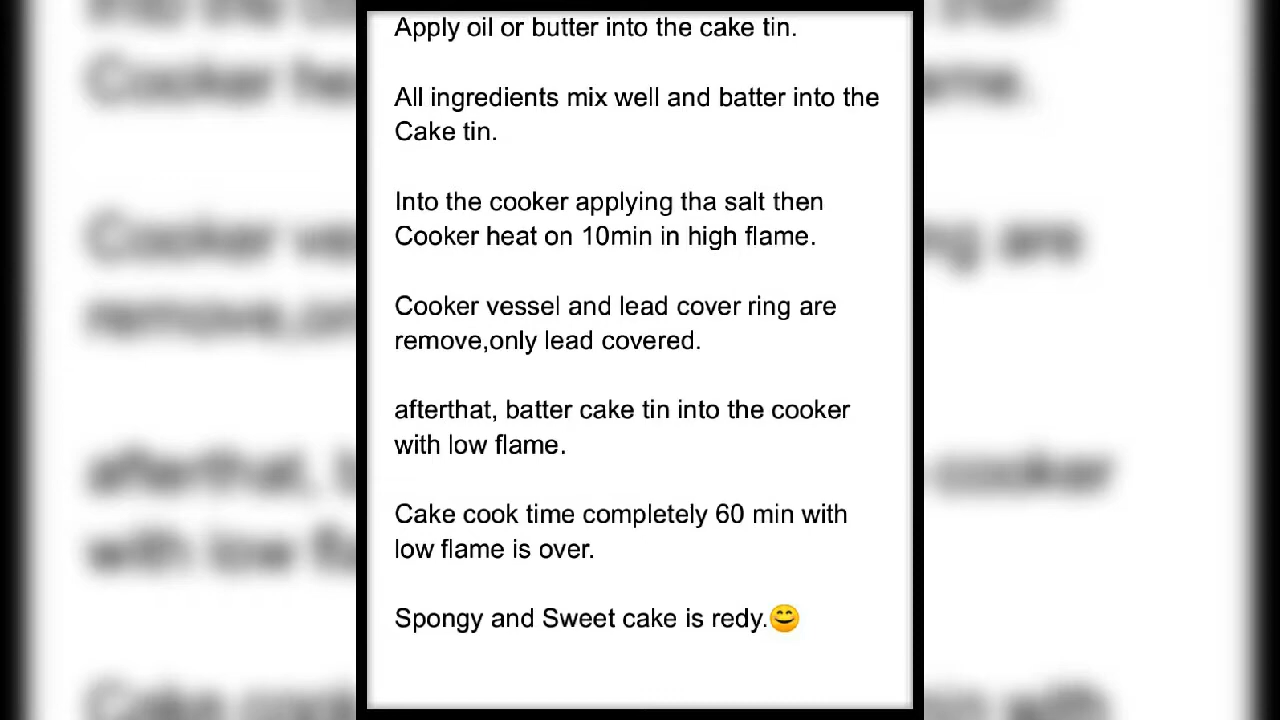 Apply oil or butter into the cake tin.
All ingredients mix well and batter into the
Cake tin.
Into the cooker applying tha salt then
Cooker heat on 10min in high flame.
Cooker vessel and lead cover ring are
remove,only lead covered.
afterthat, batter cake tin into the cooker
with low flame.
Cake cook time completely 60 min with
low flame is over.
Spongy and Sweet cake is redy.😄